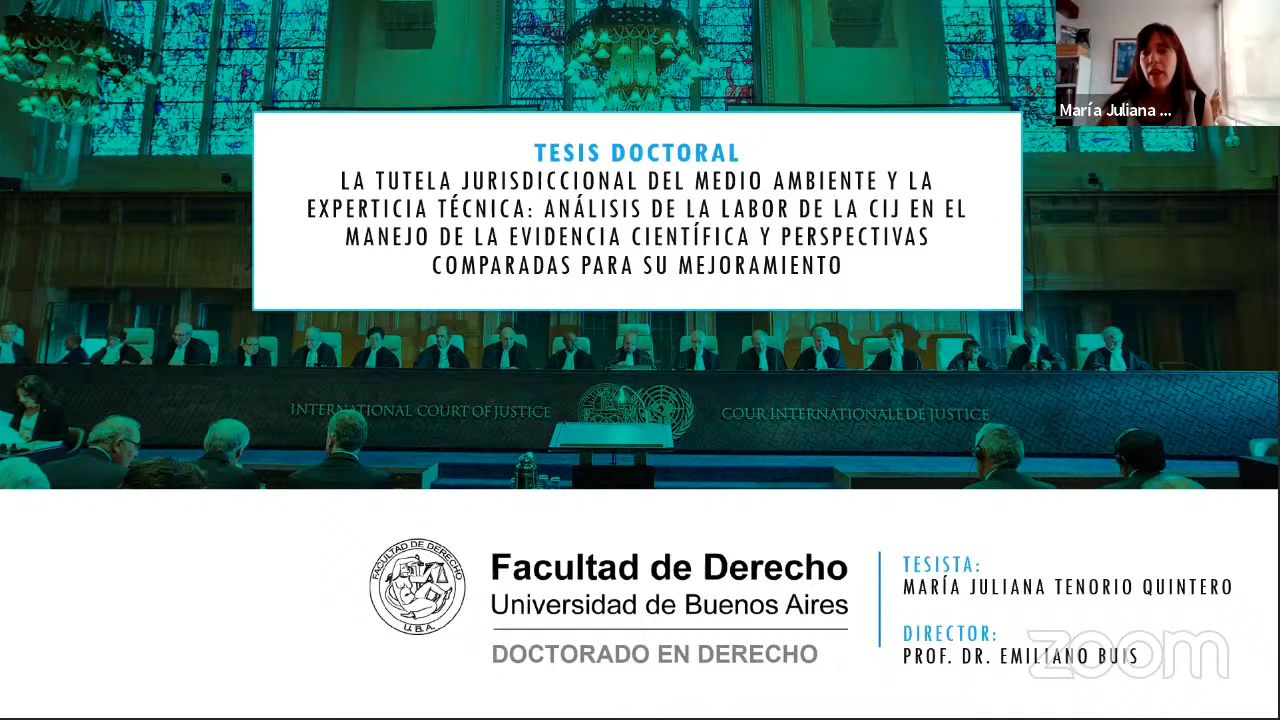 María Juliana ...
TESIS DOCTORAL
LA TUTELA JURISDICCIONAL DEL MEDIO AMBIENTE Y LA
EXPERTICIA TÉCNICA: ANÁLISIS DE LA LABOR DE LA CIJ EN EL
MANEJO DE LA EVIDENCIA CIENTÍFICA Y PERSPECTIVAS
COMPARADAS PARA SU MEJORAMIENTO
INTERNATIONAL COURT OF JUSTICE
COUR INTERNATIONALE DE JUSTICE
FACULTAD DE DERECHO
U.B.A.
Facultad de Derecho
Universidad de Buenos Aires
DOCTORADO EN DERECHO
TESISTA:
MARÍA JULIANA TENORIO QUINTERO
DIRECTOR:
PROF. DR. EMILIANO BUIS
zoom